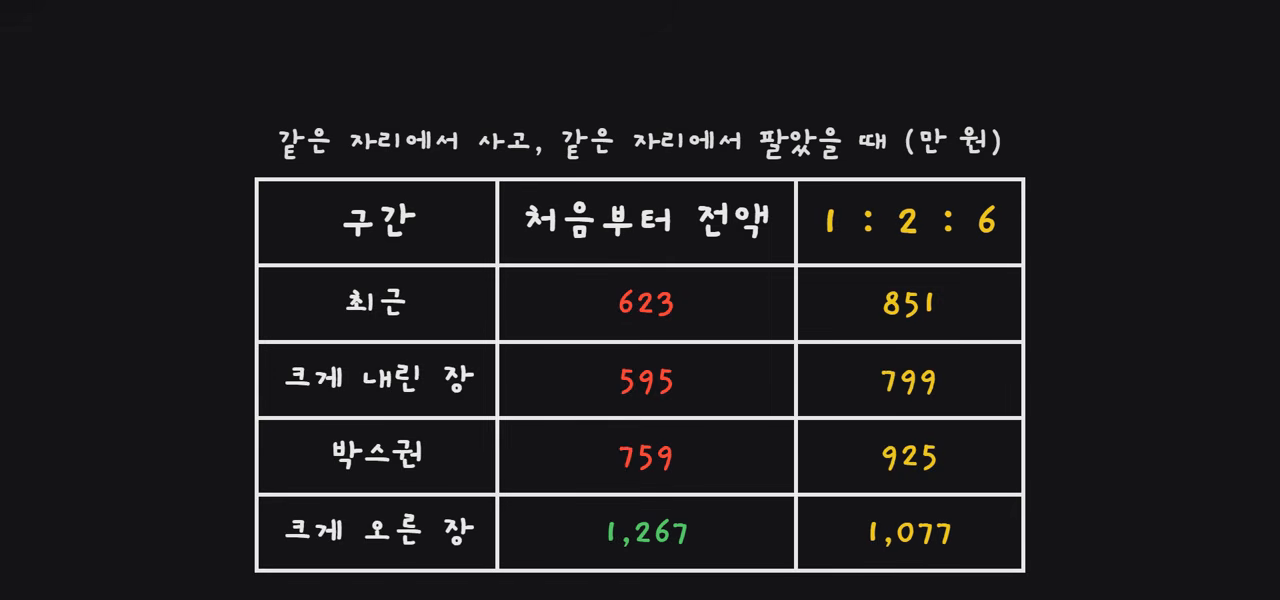 같은 자리에서 사고, 같은 자리에서 팔았을 때 (만 원)
구간 처음부터 전액 1 : 2 : 6
최근 623 851
크게 내린 장 595 799
박스권 759 925
크게 오른 장 1,267 1,077